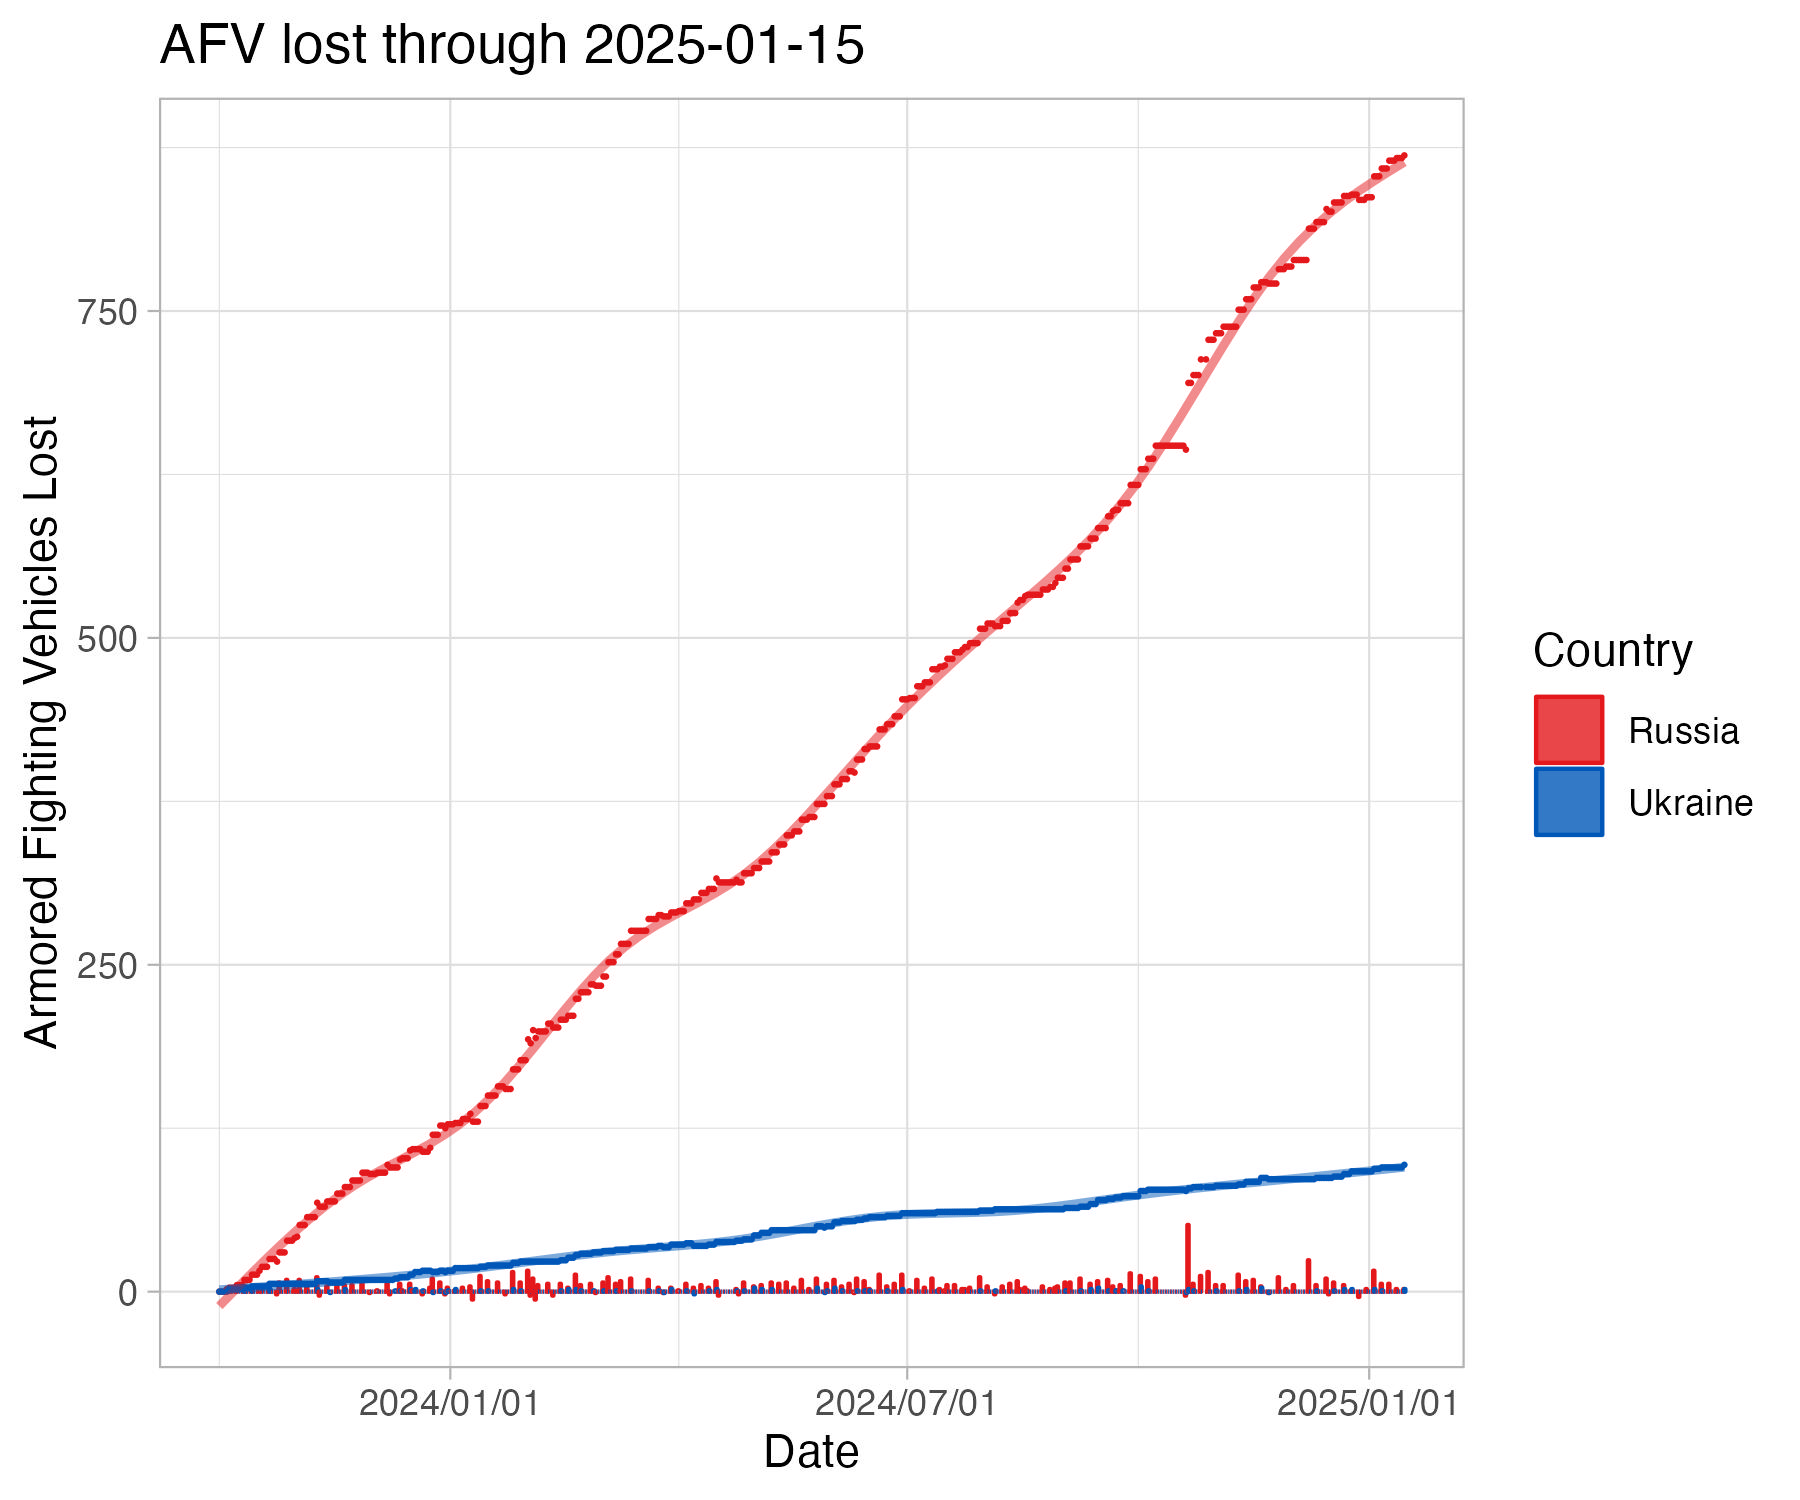 AFV lost through 2025-01-15
Armored Fighting Vehicles Lost
750
500
250
0
2024/01/01
2024/07/01
2025/01/01
Date
Country
Russia
Ukraine